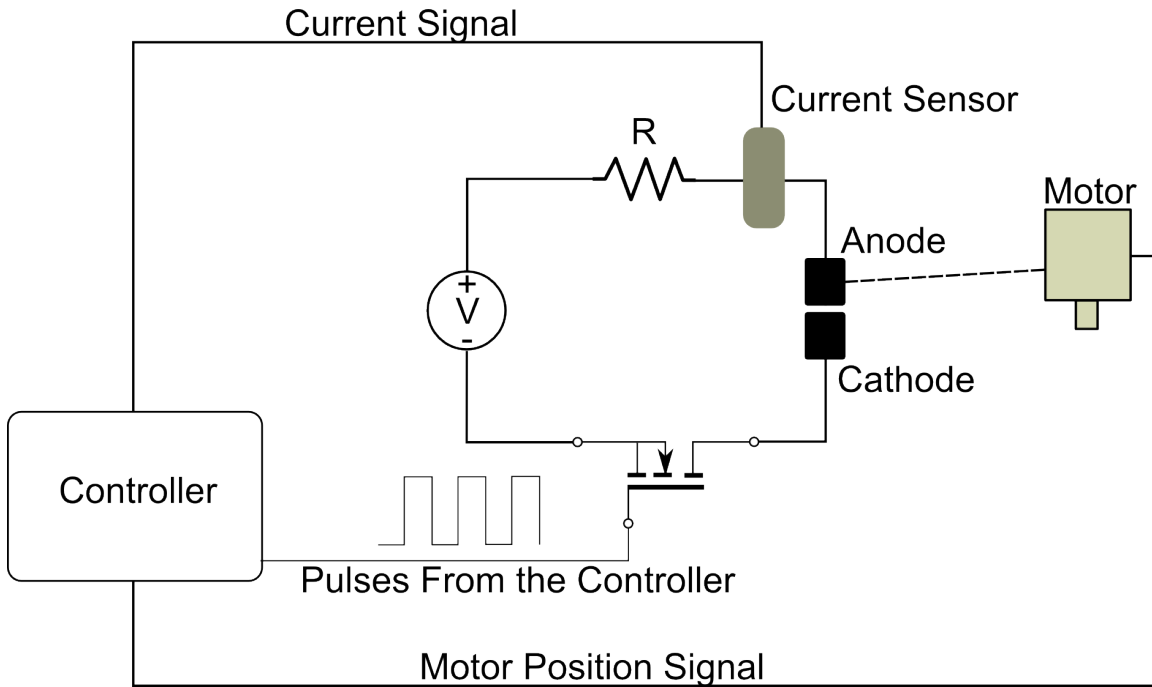 Current Signal
Current Sensor
R
Motor
Anode
+
V
-
Cathode
Controller
Pulses From the Controller
Motor Position Signal